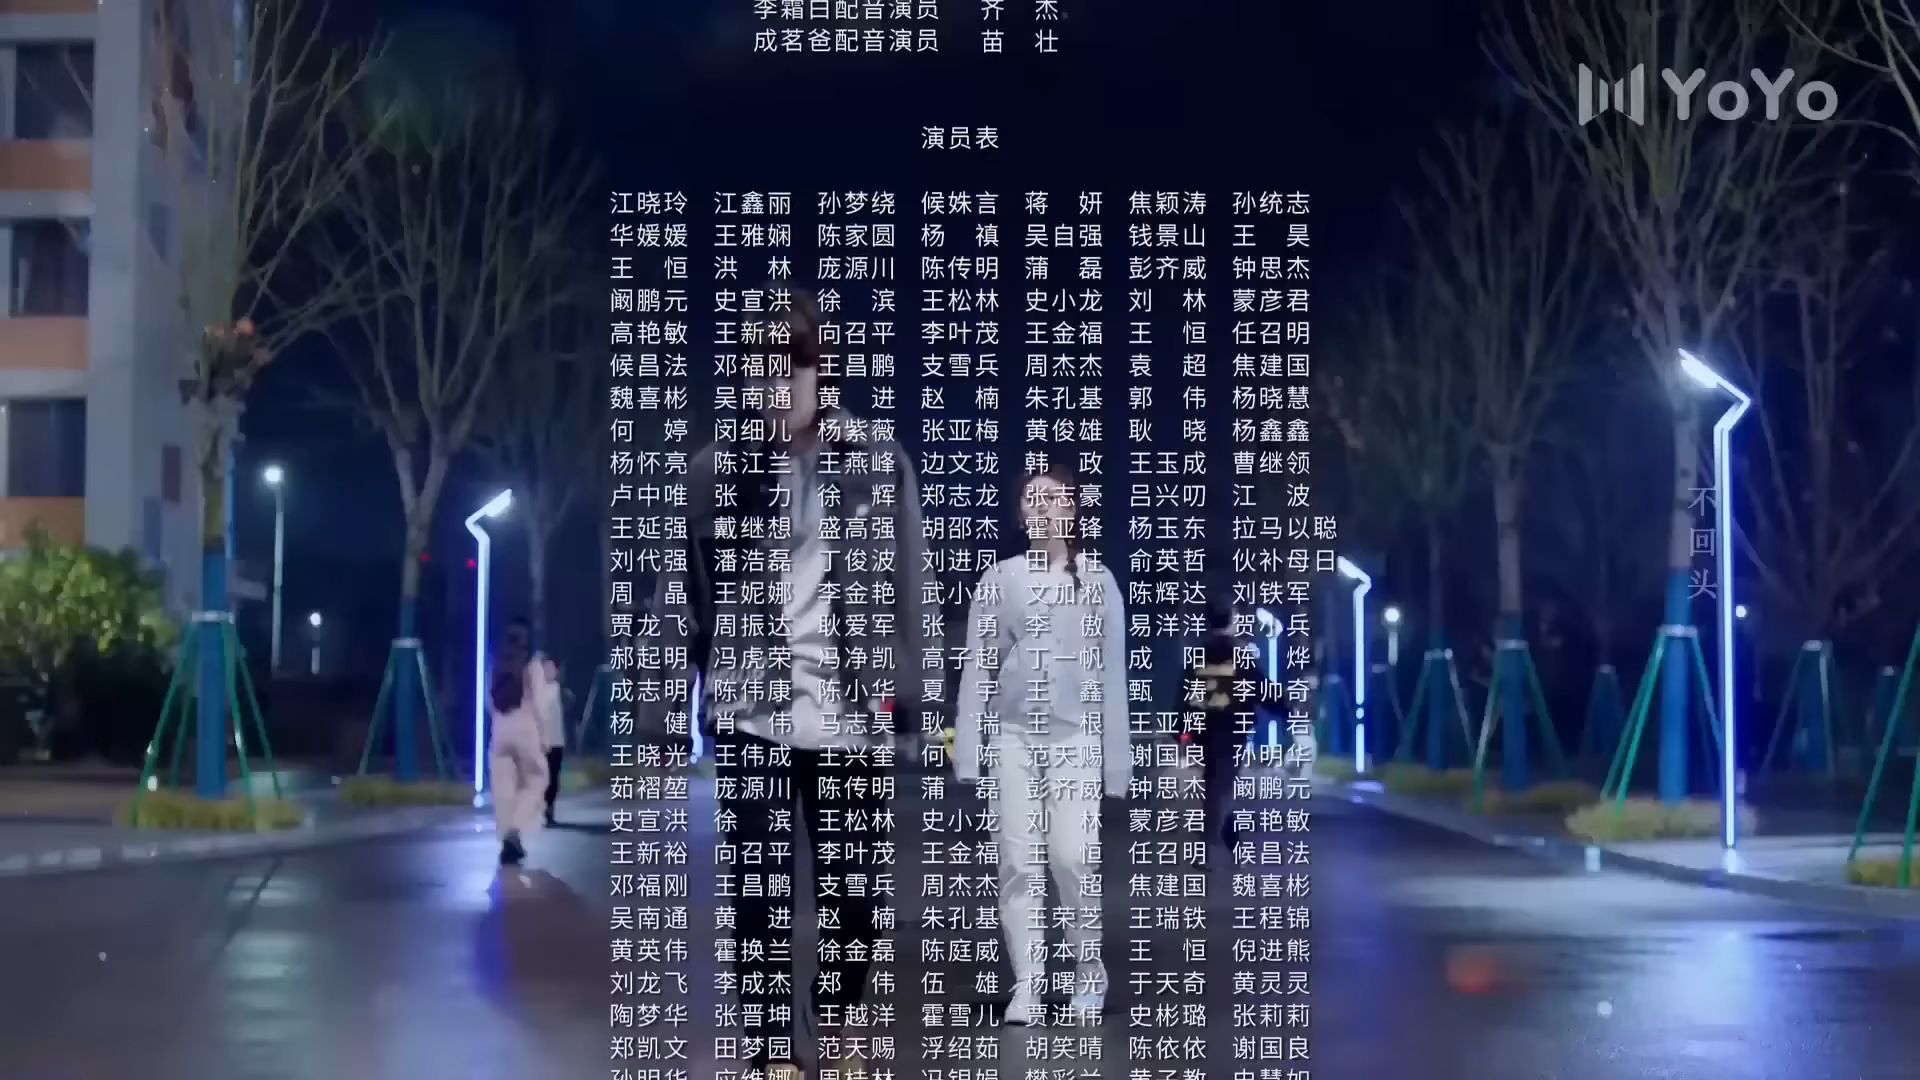 李霜白配音演员 齐 杰
成茗爸配音演员 苗 壮
YoYo
演员表
江晓玲 江鑫丽 孙梦绕 候姝言 蒋 妍 焦颖涛 孙统志
华媛媛 王雅娴 陈家圆 杨 禛 吴自强 钱景山 王 昊
王 恒 洪 林 庞源川 陈传明 蒲 磊 彭齐威 钟思杰
阚鹏元 史宣洪 徐 滨 王松林 史小龙 刘 林 蒙彦君
高艳敏 王新裕 向召平 李叶茂 王金福 王 恒 任召明
候昌法 邓福刚 王昌鹏 支雪兵 周杰杰 袁 超 焦建国
魏喜彬 吴南通 黄 进 赵 楠 朱孔基 郭 伟 杨晓慧
何 婷 闵细儿 杨紫薇 张亚梅 黄俊雄 耿 晓 杨鑫鑫
杨怀亮 陈江兰 王燕峰 边文珑 韩 政 王玉成 曹继领
卢中唯 张 力 徐 辉 郑志龙 张志豪 吕兴叨 江 波
王延强 戴继想 盛高强 胡邵杰 霍亚锋 杨玉东 拉马以聪
刘代强 潘浩磊 丁俊波 刘进凤 田 柱 俞英哲 伙补母日
周 晶 王妮娜 李金艳 武小琳 文加淞 陈辉达 刘铁军
贾龙飞 周振达 耿爱军 张 勇 李 傲 易洋洋 贺小兵
郝起明 冯虎荣 冯净凯 高子超 丁一帆 成 阳 陈 烨
成志明 陈伟康 陈小华 夏 宇 王 鑫 甄 涛 李帅奇
杨 健 肖 伟 马志昊 耿 瑞 王 根 王亚辉 王 岩
王晓光 王伟成 王兴奎 何 陈 范天赐 谢国良 孙明华
茹褶堃 庞源川 陈传明 蒲 磊 彭齐威 钟思杰 阚鹏元
史宣洪 徐 滨 王松林 史小龙 刘 林 蒙彦君 高艳敏
王新裕 向召平 李叶茂 王金福 王 恒 任召明 候昌法
邓福刚 王昌鹏 支雪兵 周杰杰 袁 超 焦建国 魏喜彬
吴南通 黄 进 赵 楠 朱孔基 王荣芝 王瑞铁 王程锦
黄英伟 霍换兰 徐金磊 陈庭威 杨本质 王 恒 倪进熊
刘龙飞 李成杰 郑 伟 伍 雄 杨曙光 于天奇 黄灵灵
陶梦华 张晋坤 王越洋 霍雪儿 贾进伟 史彬璐 张莉莉
郑凯文 田梦园 范天赐 浮绍茹 胡笑晴 陈依依 谢国良
孙明华 应维娜 周桂林 冯银娟 樊彩兰 黄子教 申慧如
不回头